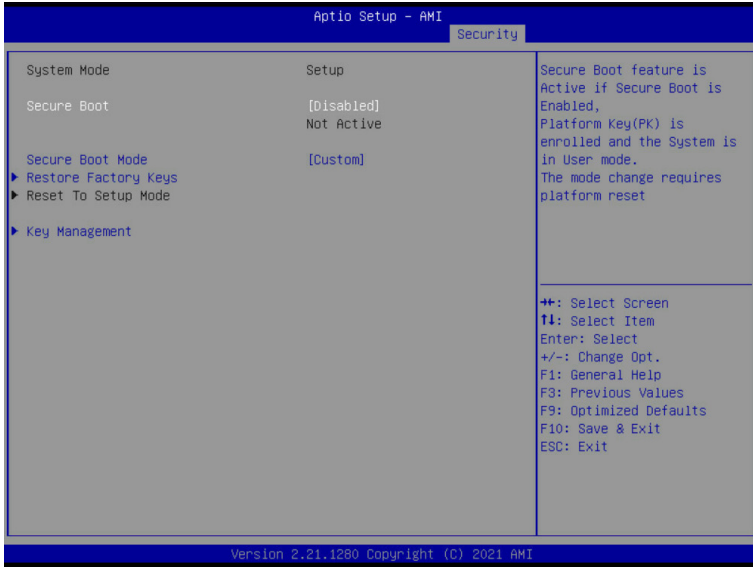 Aptio Setup - AMI
Security
System Mode Setup
Secure Boot [Disabled]
Not Active
Secure Boot Mode [Custom]
▶ Restore Factory Keys
▶ Reset To Setup Mode
▶ Key Management
Secure Boot feature is
Active if Secure Boot is
Enabled,
Platform Key(PK) is
enrolled and the System is
in User mode.
The mode change requires
platform reset
→←: Select Screen
↑↓: Select Item
Enter: Select
+/-: Change Opt.
F1: General Help
F3: Previous Values
F9: Optimized Defaults
F10: Save & Exit
ESC: Exit
Version 2.21.1280 Copyright (C) 2021 AMI